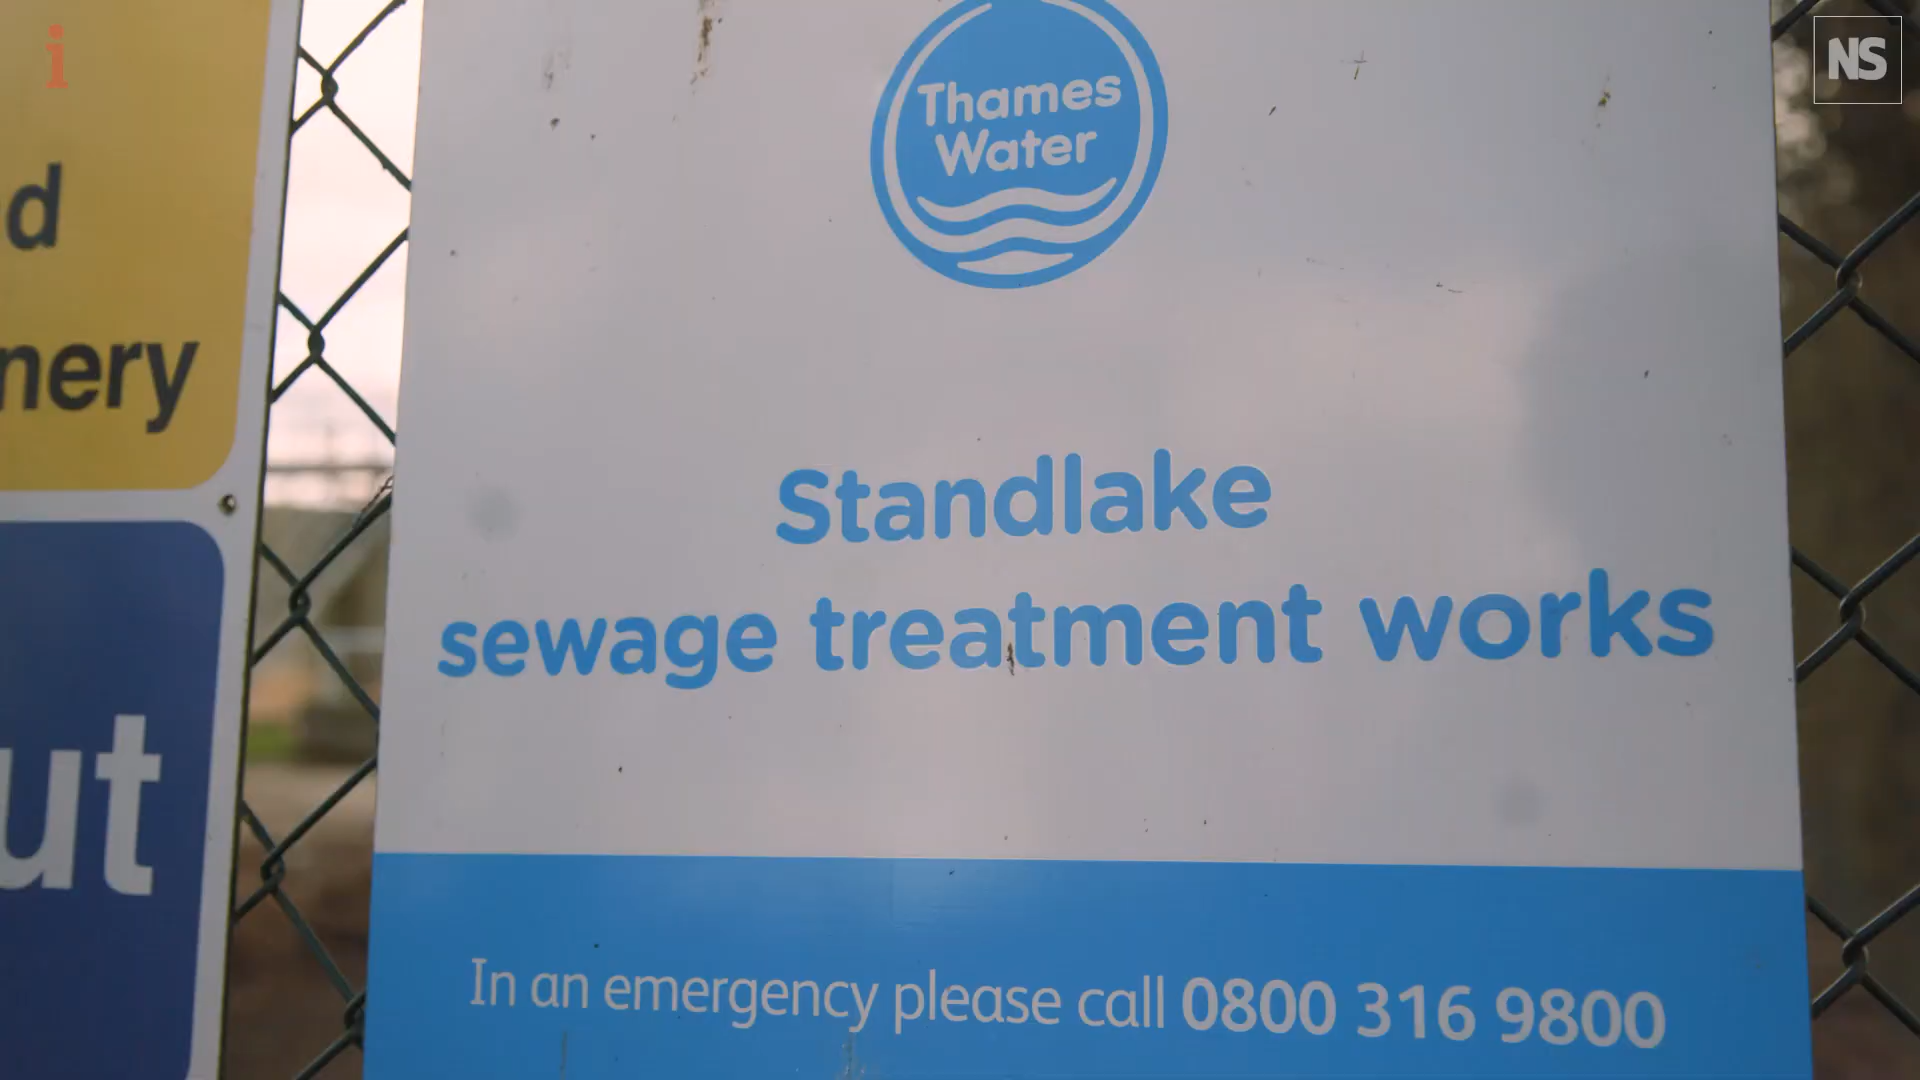 i
NS
Thames
Water
d
nery
Standlake
sewage treatment works
ut
In an emergency please call 0800 316 9800